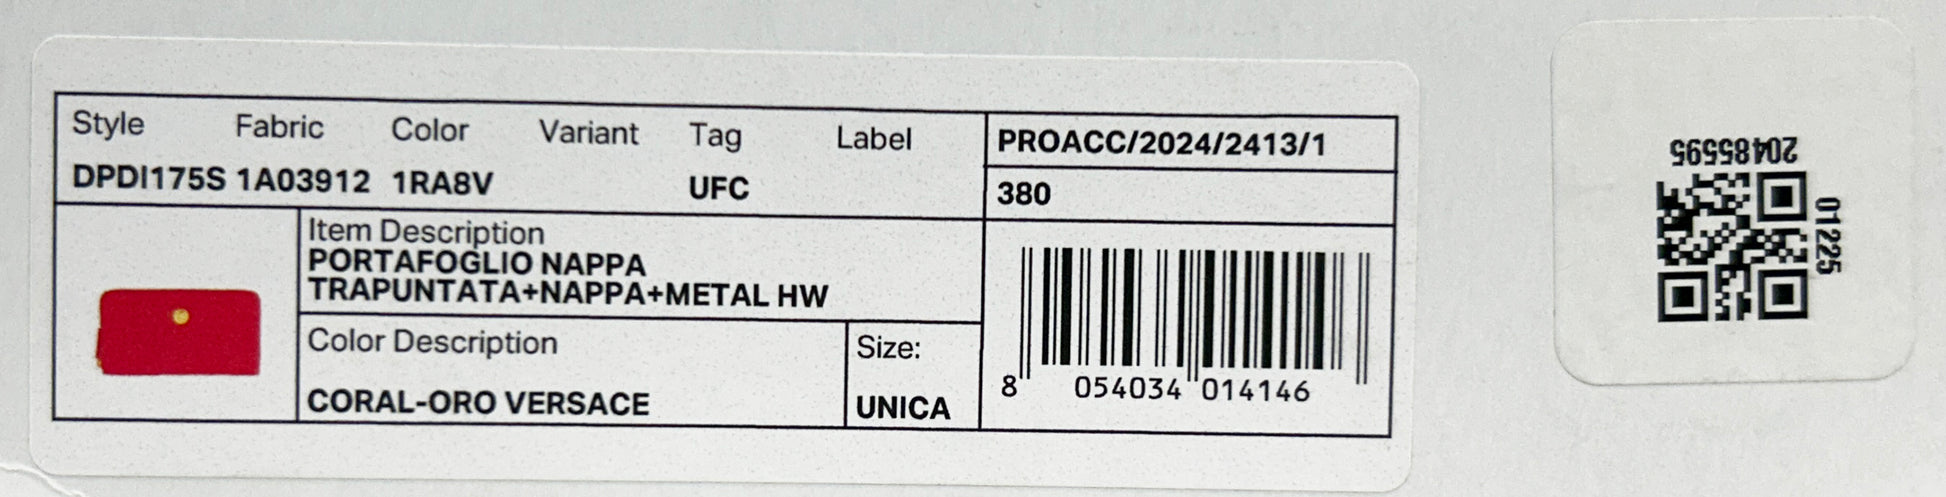 Style Fabric Color Variant Tag Label
DPDI175S 1A03912 1RA8V UFC
PROACC/2024/2413/1
380
Item Description
PORTAFOGLIO NAPPA
TRAPUNTATA+NAPPA+METAL HW
Color Description
CORAL-ORO VERSACE
Size:
UNICA
8 054034 014146
20485595
01225